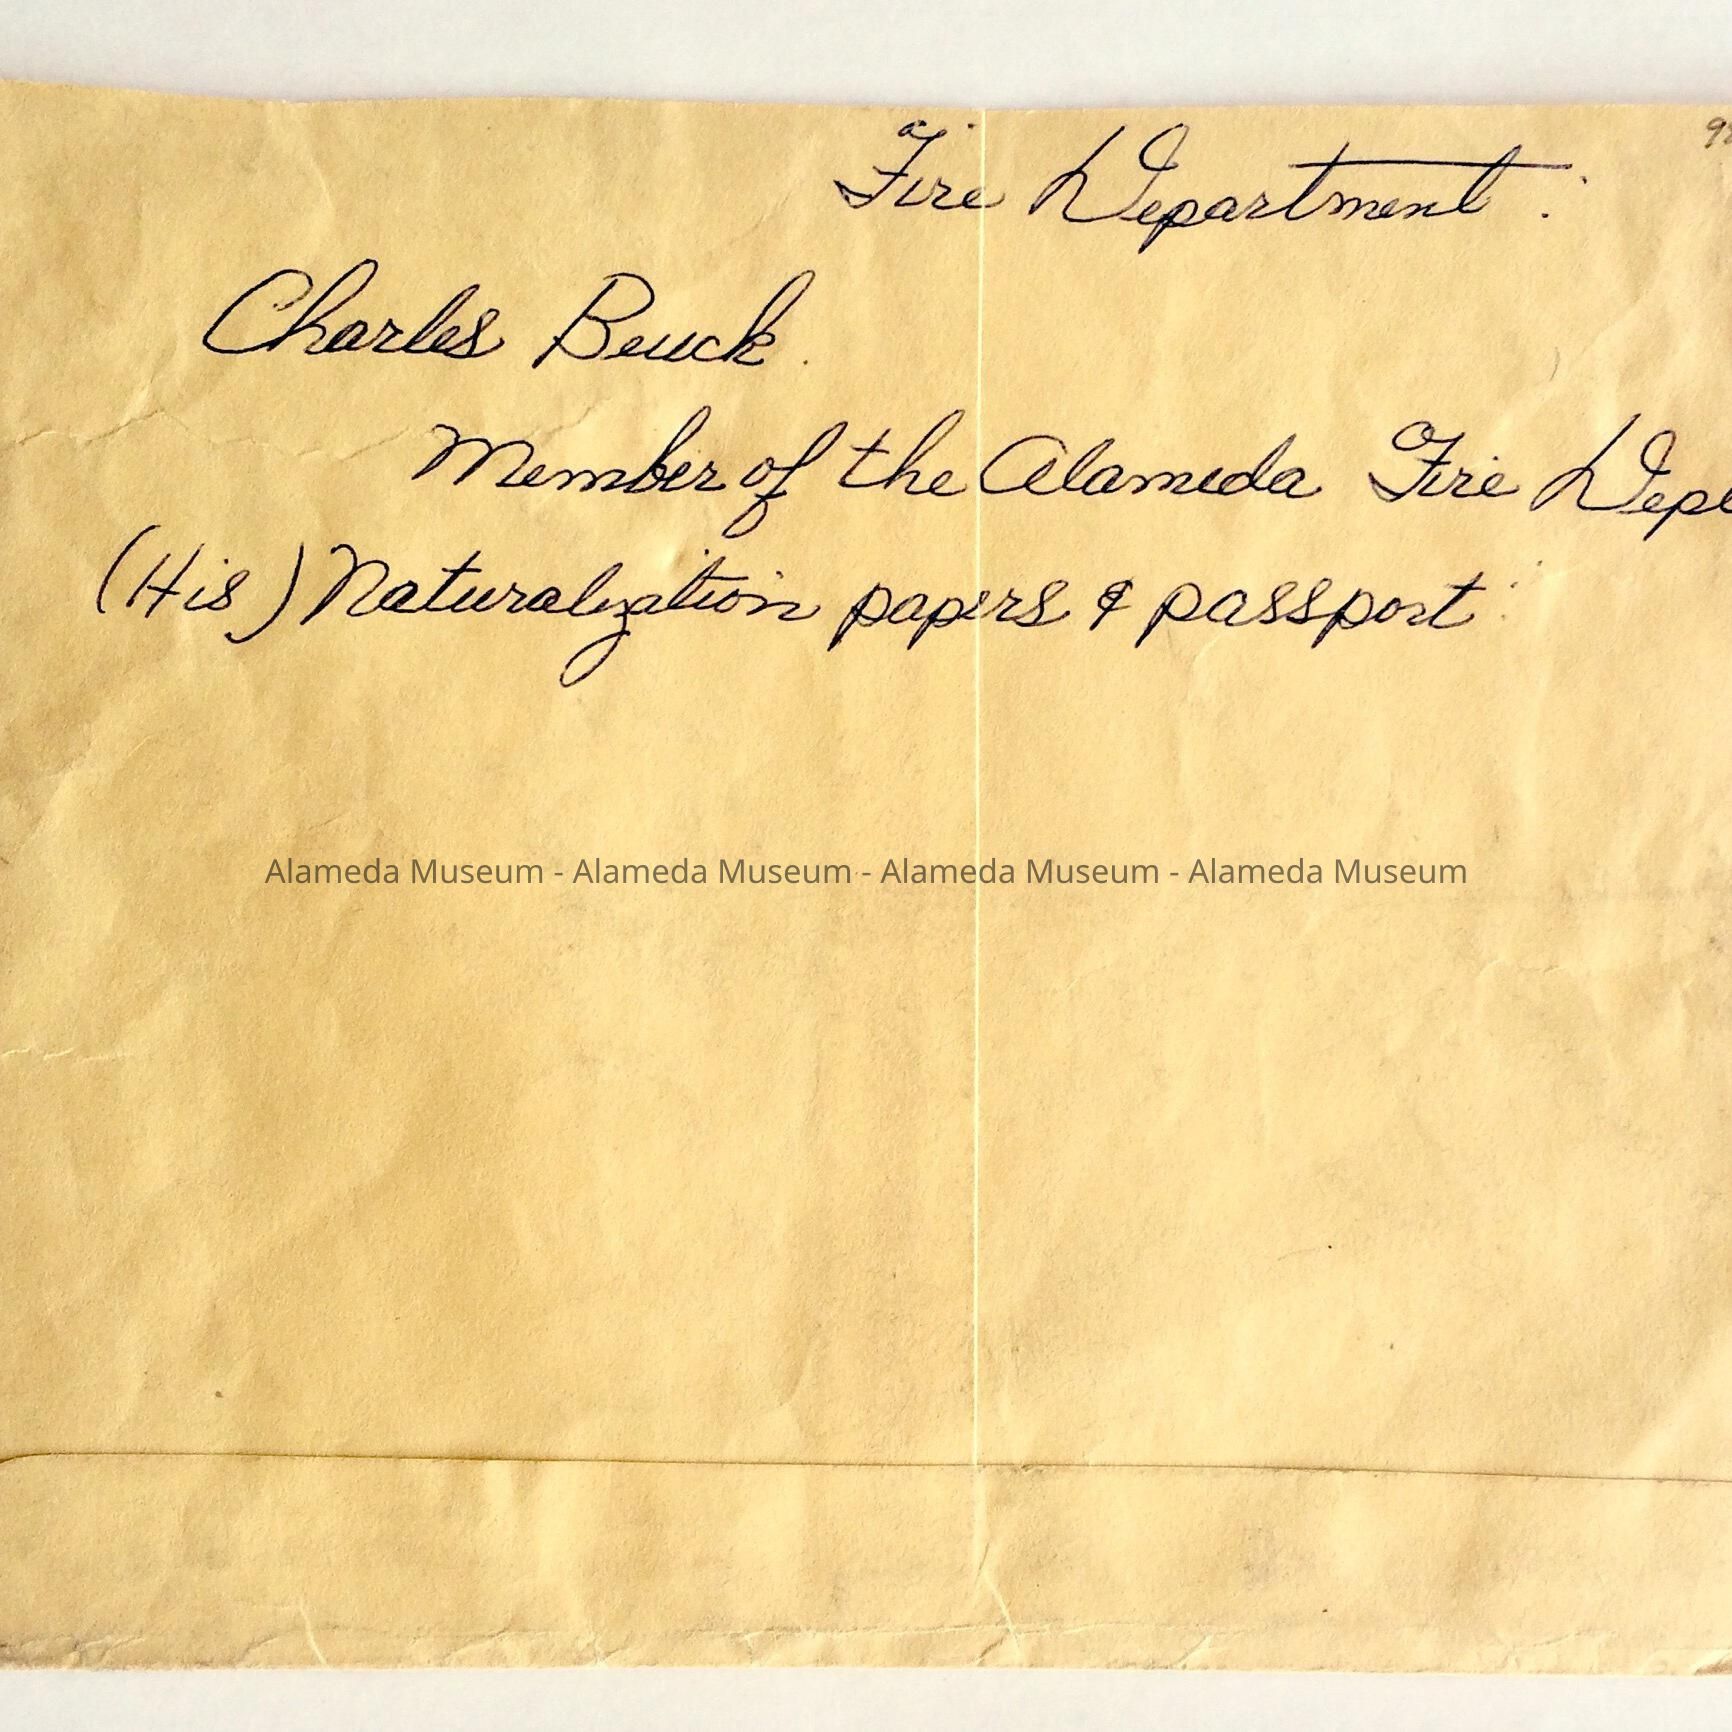 Fire Department.
Charles Beuck.
Member of the Alameda Fire
(His) Naturalization papers & passport
Alameda Museum - Alameda Museum - Alameda Museum - Alameda Museum